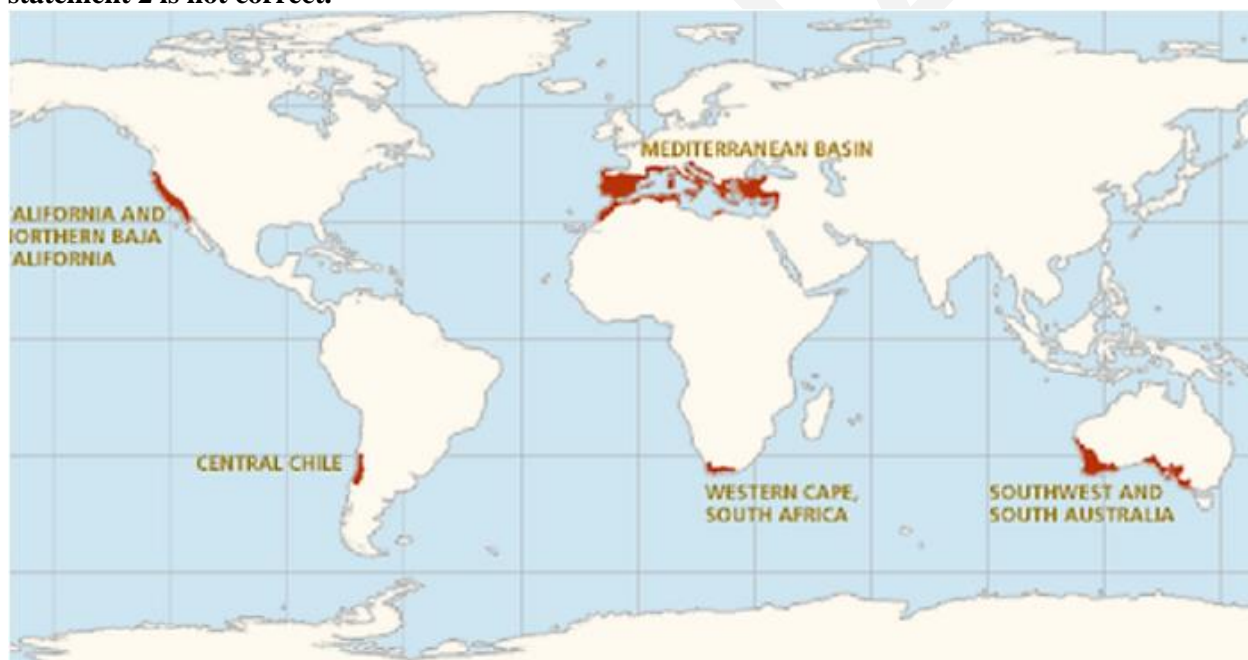 statement 2 is not correct.
MEDITERRANEAN BASIN
ALIFORNIA AND
ORTHERN BAJA
ALIFORNIA
CENTRAL CHILE
WESTERN CAPE,
SOUTH AFRICA
SOUTHWEST AND
SOUTH AUSTRALIA